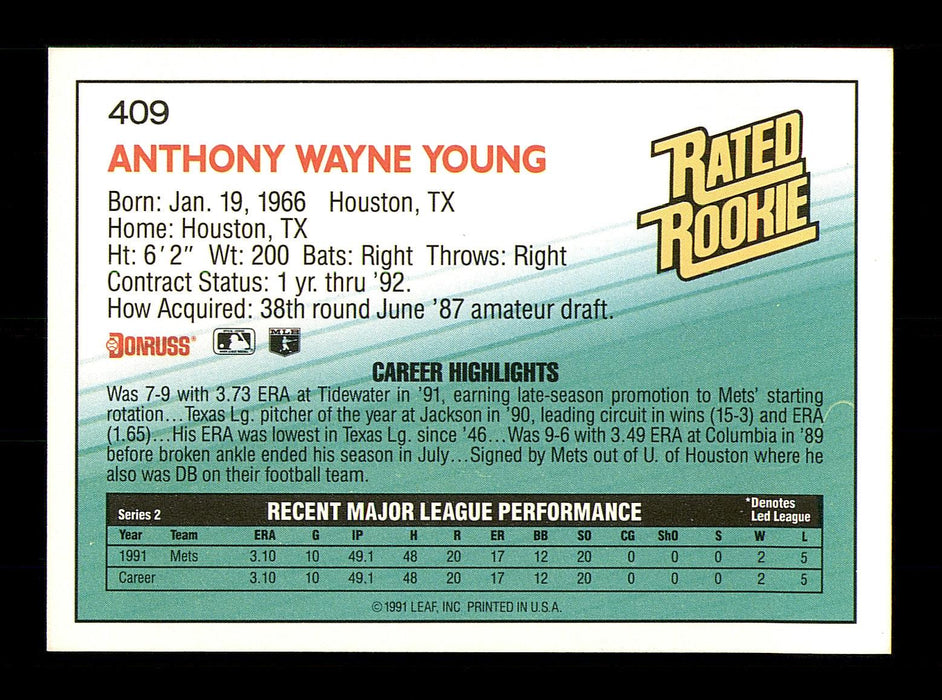 409
RATED
ROOKIE
ANTHONY WAYNE YOUNG
Born: Jan. 19, 1966 Houston, TX
Home: Houston, TX
Ht: 6'2" Wt: 200 Bats: Right Throws: Right
Contract Status: 1 yr. thru '92.
How Acquired: 38th round June '87 amateur draft.
DONRUSS® MLB
CAREER HIGHLIGHTS
Was 7-9 with 3.73 ERA at Tidewater in '91, earning late-season promotion to Mets' starting
rotation...Texas Lg. pitcher of the year at Jackson in '90, leading circuit in wins (15-3) and ERA
(1.65)...His ERA was lowest in Texas Lg. since '46...Was 9-6 with 3.49 ERA at Columbia in '89
before broken ankle ended his season in July...Signed by Mets out of U. of Houston where he
also was DB on their football team.
Series 2 RECENT MAJOR LEAGUE PERFORMANCE *Denotes
Led League
Year Team ERA G IP H R ER BB SO CG ShO S W L
1991 Mets 3.10 10 49.1 48 20 17 12 20 0 0 0 2 5
Career 3.10 10 49.1 48 20 17 12 20 0 0 0 2 5
©1991 LEAF, INC PRINTED IN U.S.A.